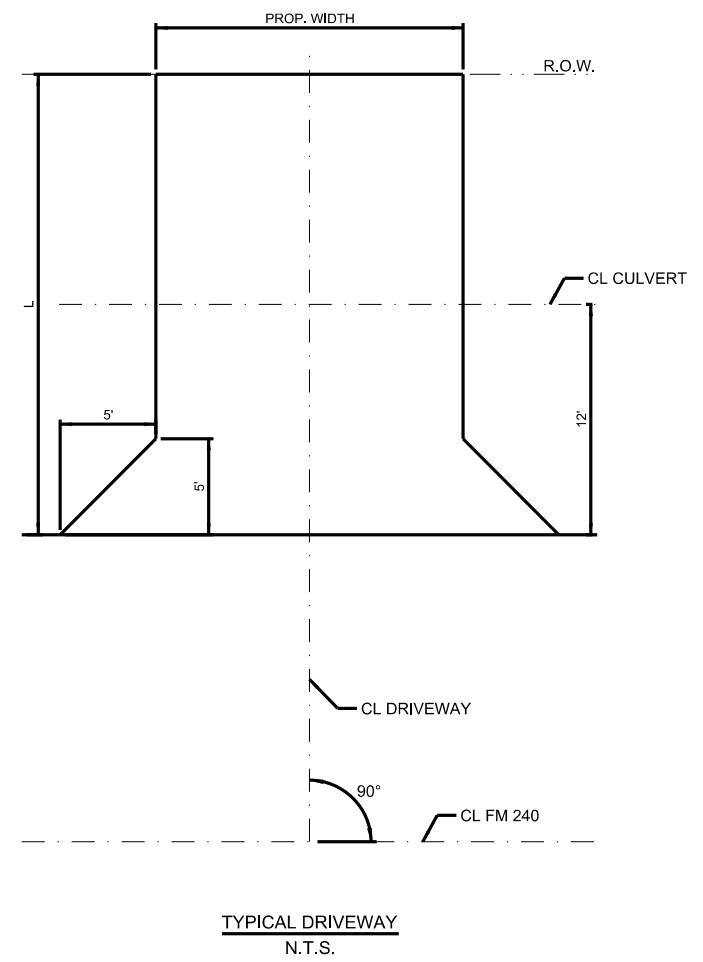 PROP. WIDTH
R.O.W.
CL CULVERT
L
5'
12'
5'
CL DRIVEWAY
90°
CL FM 240
TYPICAL DRIVEWAY
N.T.S.